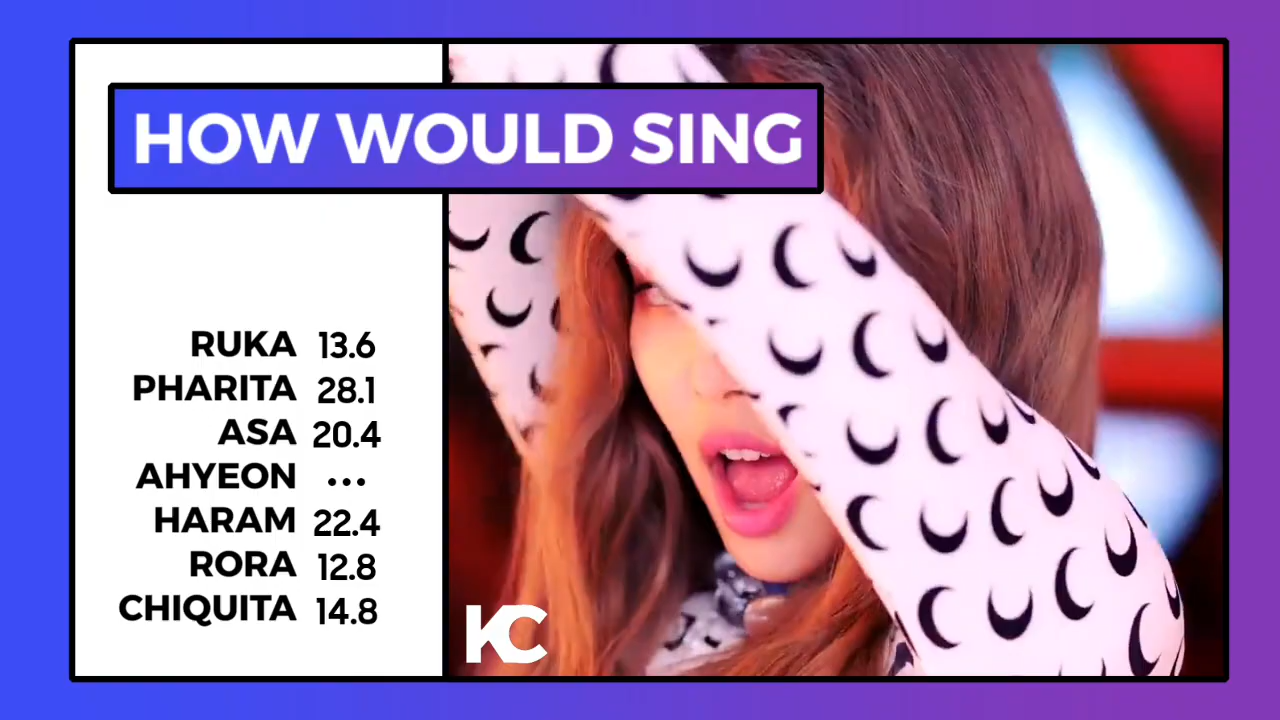 HOW WOULD SING
RUKA 13.6
PHARITA 28.1
ASA 20.4
AHYEON ...
HARAM 22.4
RORA 12.8
CHIQUITA 14.8
KC